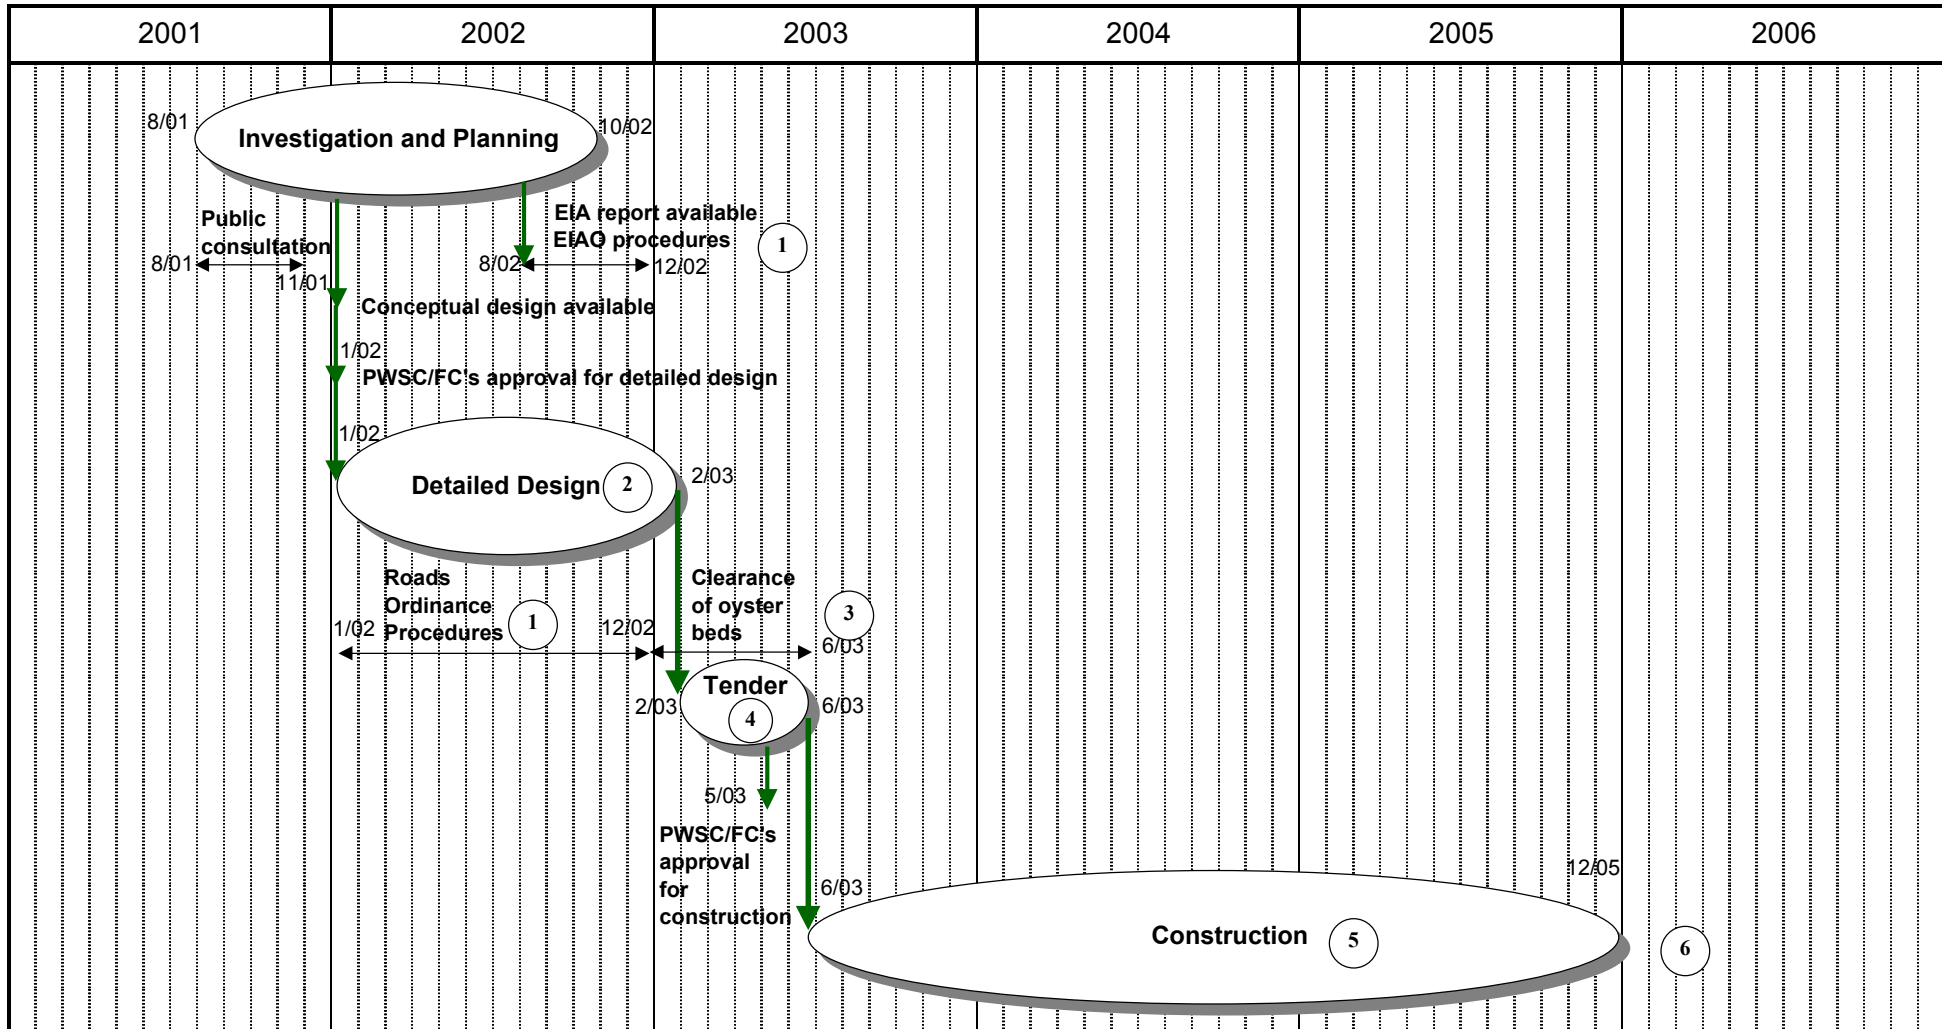 2001 2002 2003 2004 2005 2006
8/01
Investigation and Planning
10/02
Public
consultation
8/01
11/01
EIA report available
EIAO procedures
1
8/02
12/02
Conceptual design available
1/02
PWSC/FC's approval for detailed design
1/02
Detailed Design
2
2/03
Roads
Ordinance
Procedures
1
1/02
12/02
Clearance
of oyster
beds
3
6/03
Tender
4
2/03
6/03
5/03
PWSC/FC's
approval
for
construction
6/03
12/05
Construction
5
6